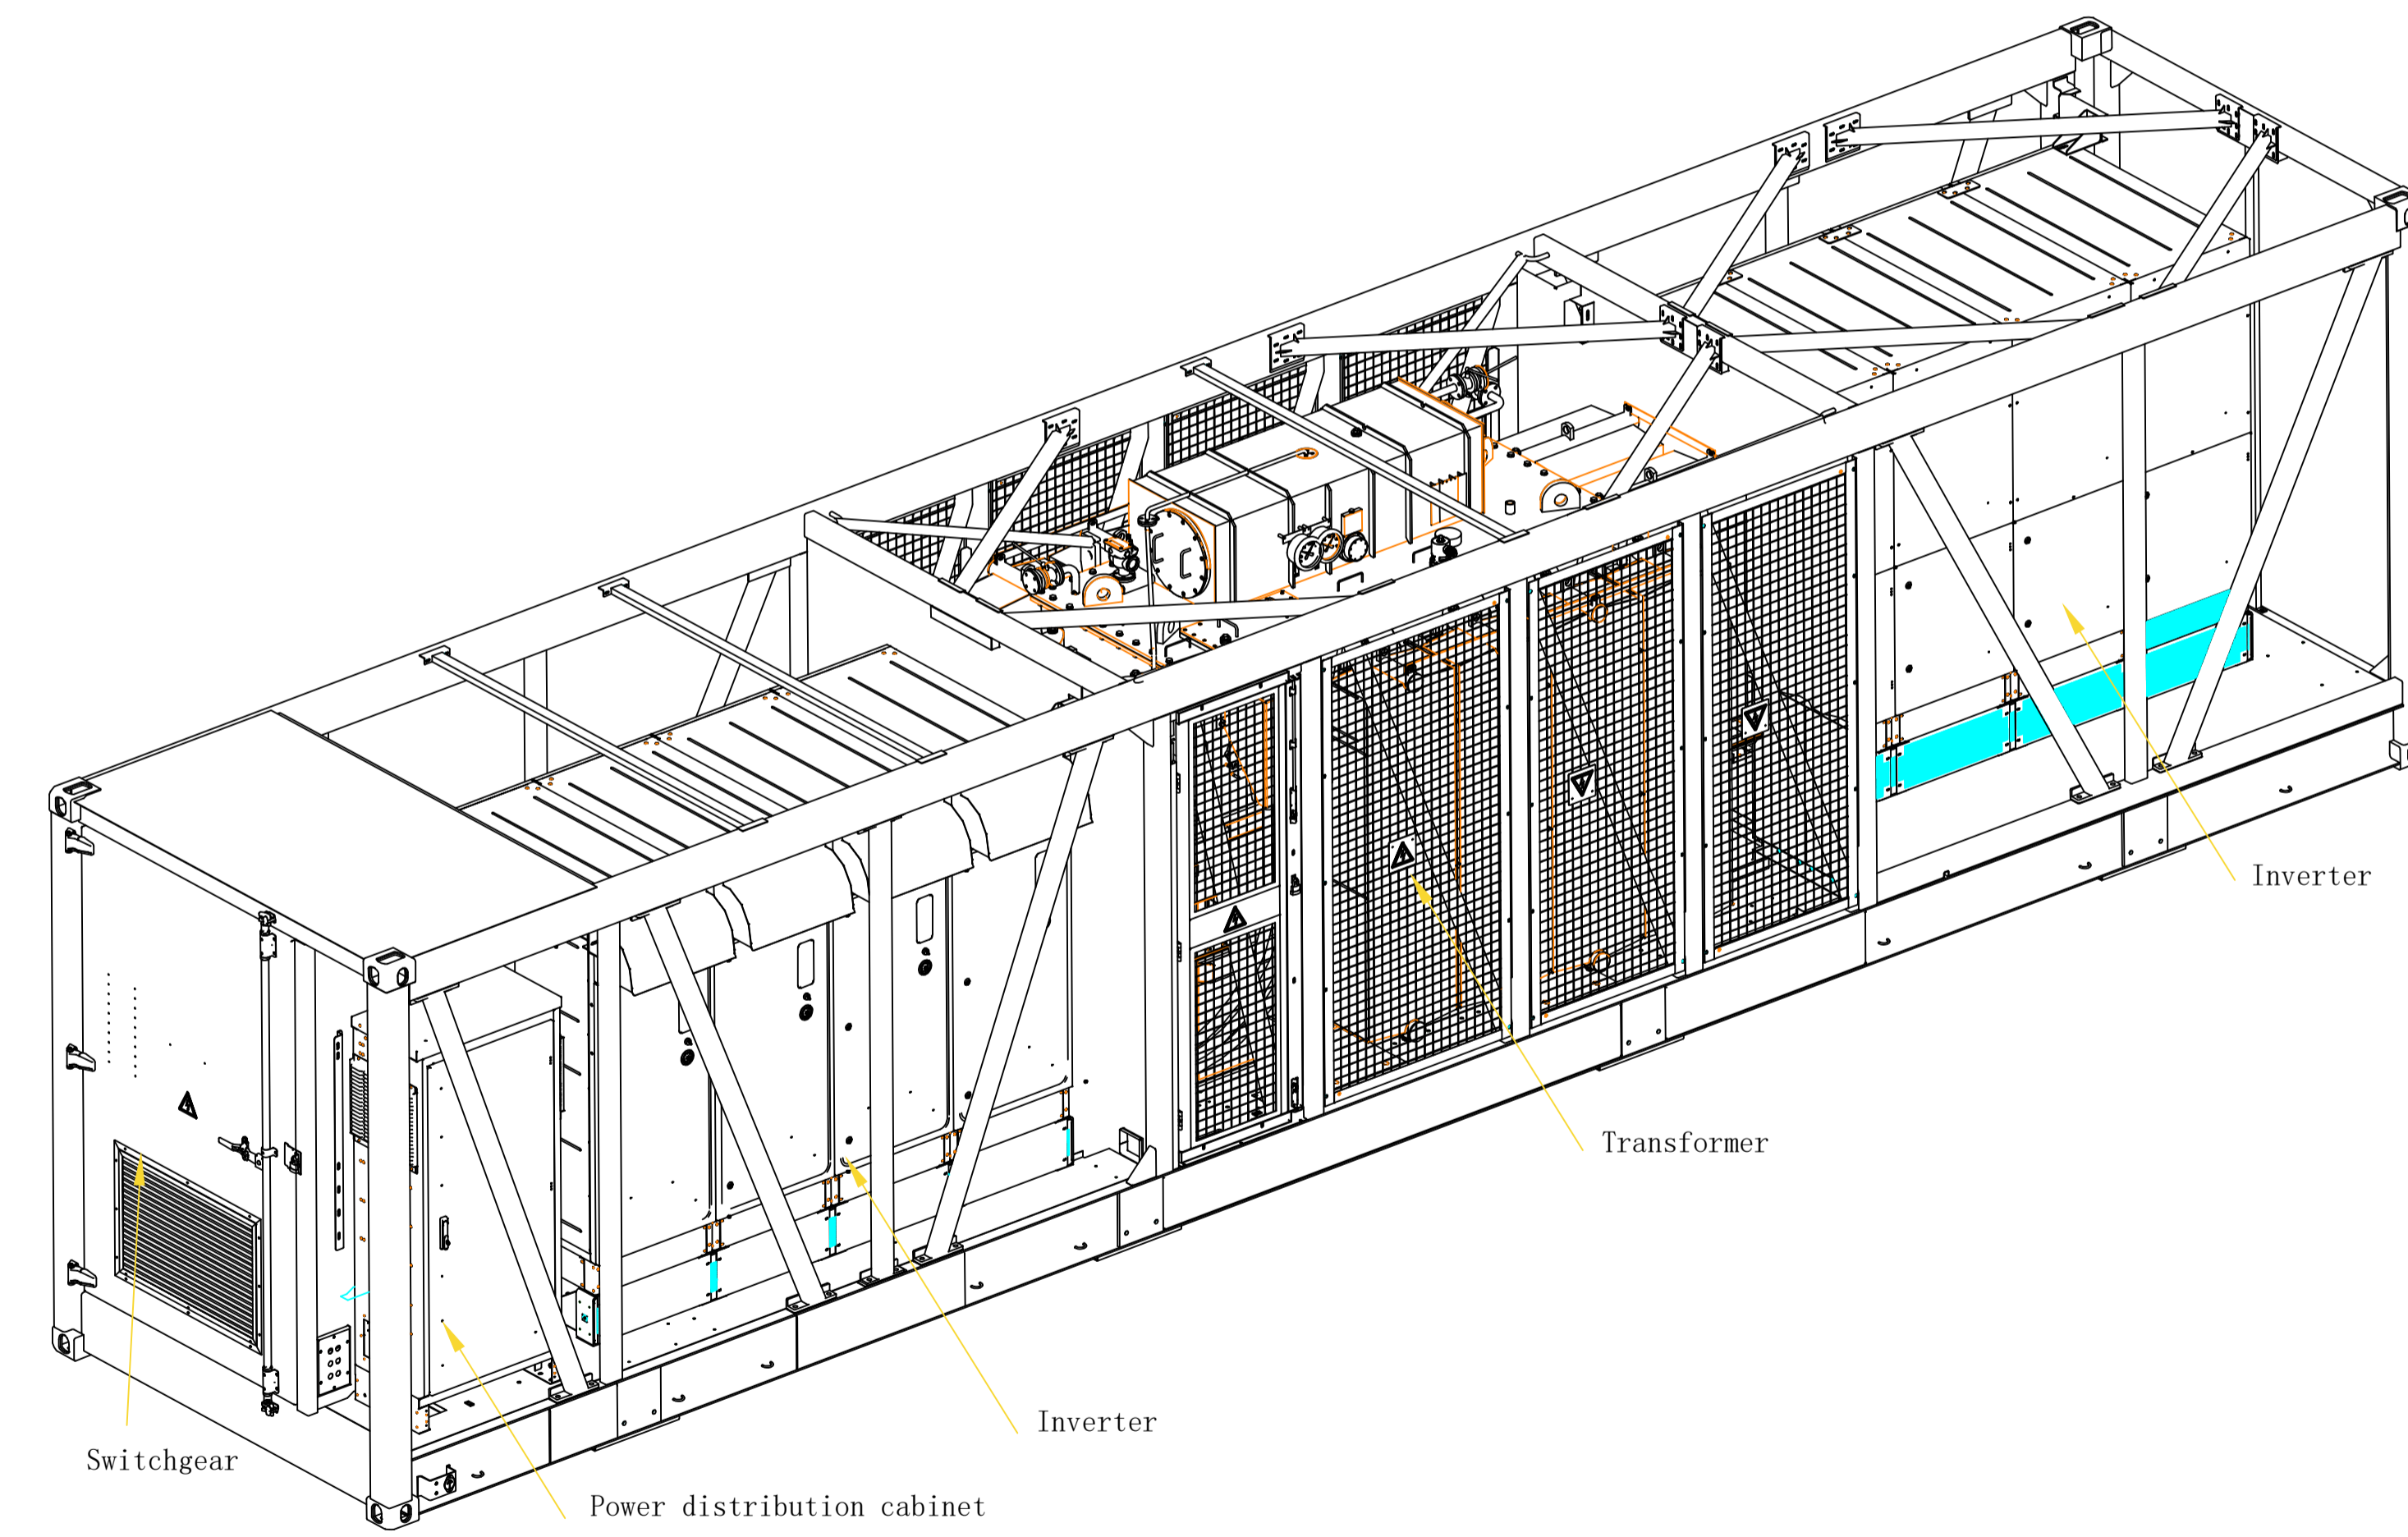 Inverter
Transformer
Inverter
Switchgear
Power distribution cabinet